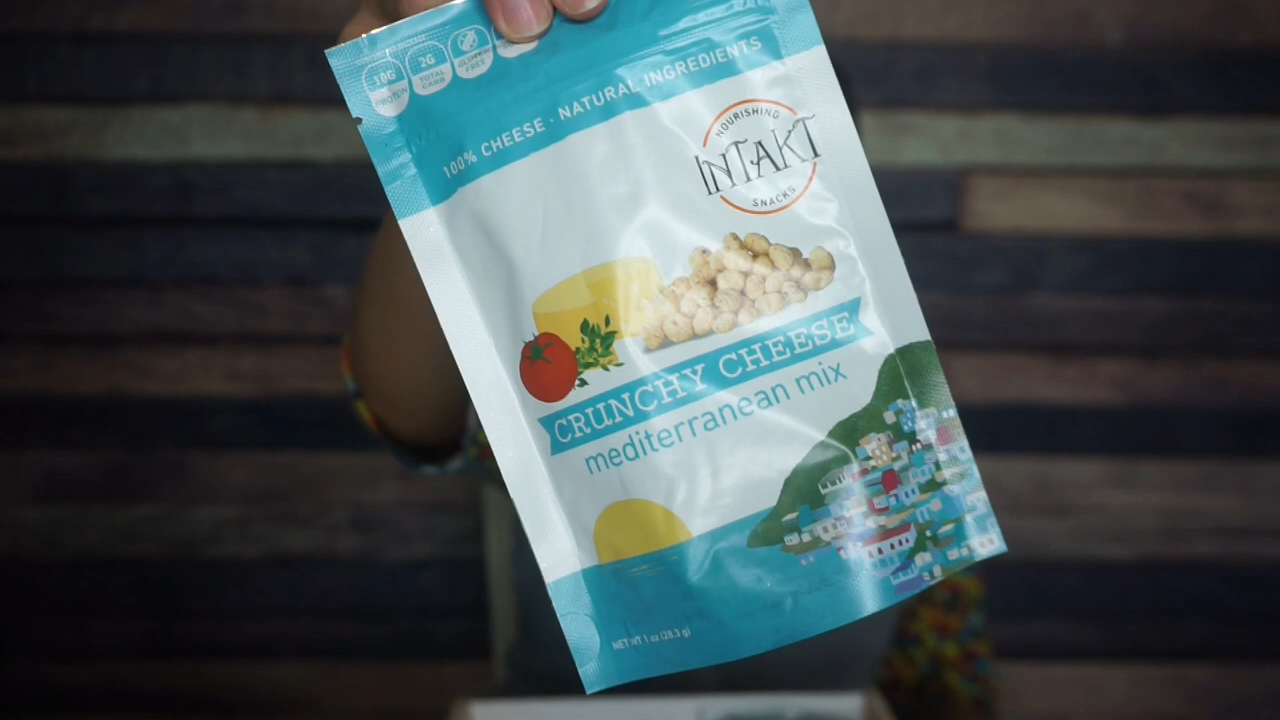 10G
PROTEIN
2G
TOTAL
CARB
GLUTEN
FREE
100% CHEESE · NATURAL INGREDIENTS
NOURISHING
INTAKT
SNACKS
CRUNCHY CHEESE
mediterranean mix
NET WT 1 oz (28.3 g)